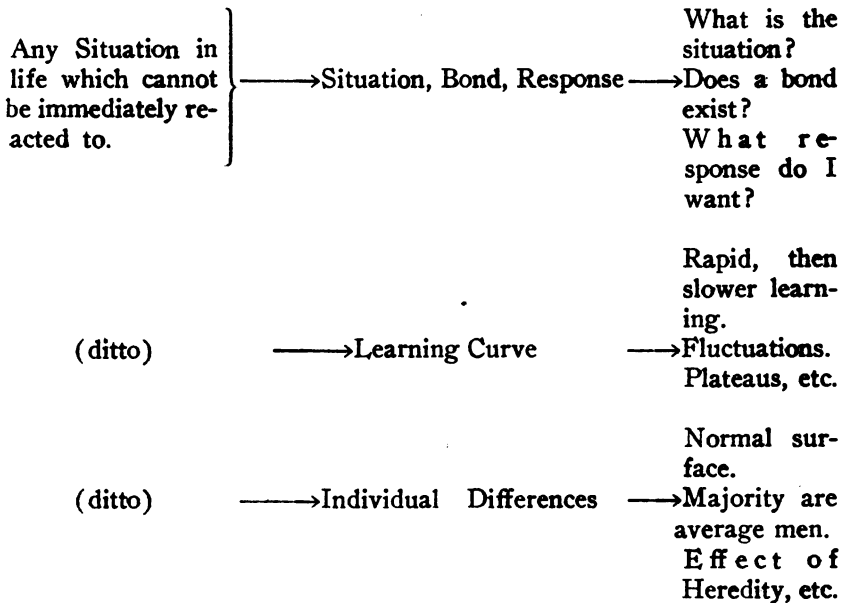 Any Situation in
life which cannot
be immediately re-
acted to.
⟶Situation, Bond, Response
What is the
situation?
⟶Does a bond
exist?
What re-
sponse do I
want?
(ditto)
⟶Learning Curve
Rapid, then
slower learn-
ing.
⟶Fluctuations.
Plateaus, etc.
(ditto)
⟶Individual Differences
Normal sur-
face.
⟶Majority are
average men.
Effect of
Heredity, etc.